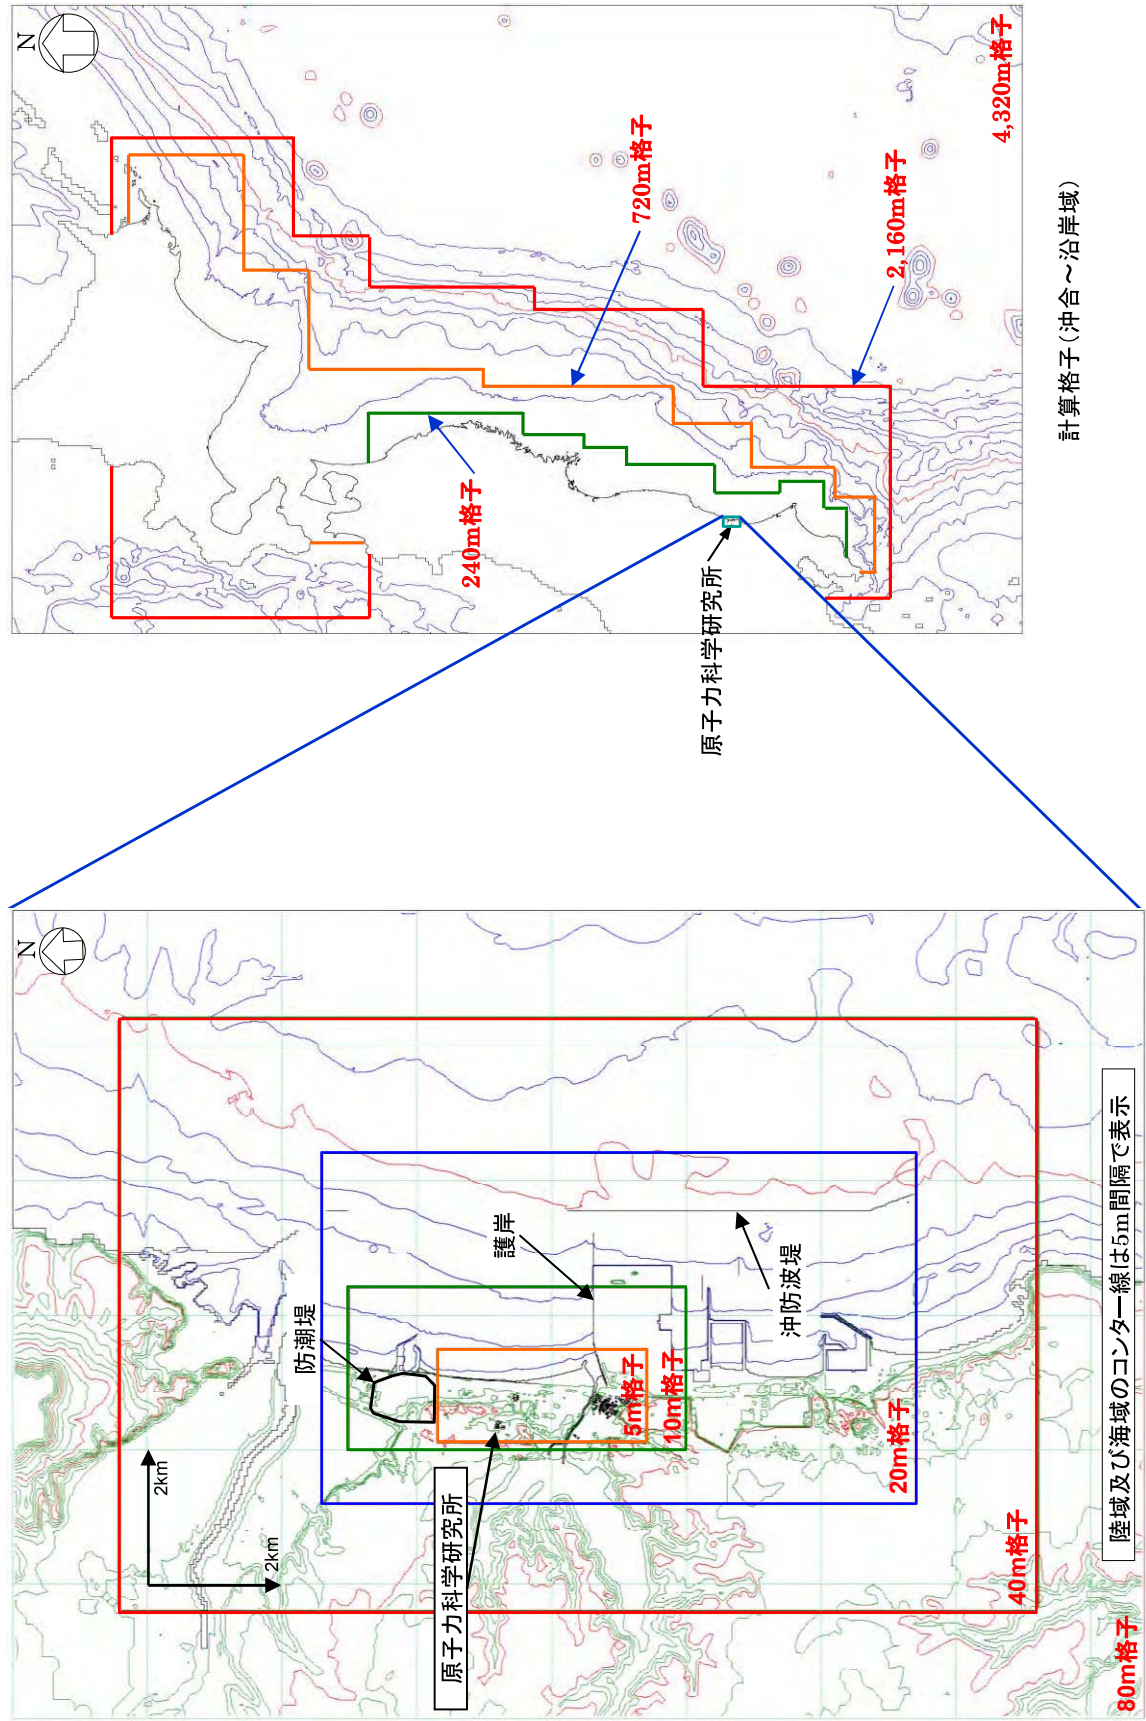 N
4,320m格子
720m格子
2,160m格子
240m格子
原子力科学研究所
計算格子(沖合～沿岸域)
N
防潮堤
護岸
沖防波堤
2km
2km
原子力科学研究所
5m格子
10m格子
20m格子
40m格子
80m格子
陸域及び海域のコンター線は5m間隔で表示